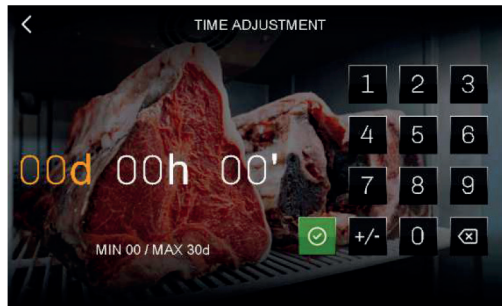 TIME ADJUSTMENT
1 2 3
4 5 6
00d 00h 00'
7 8 9
+/- 0
MIN 00 / MAX 30d